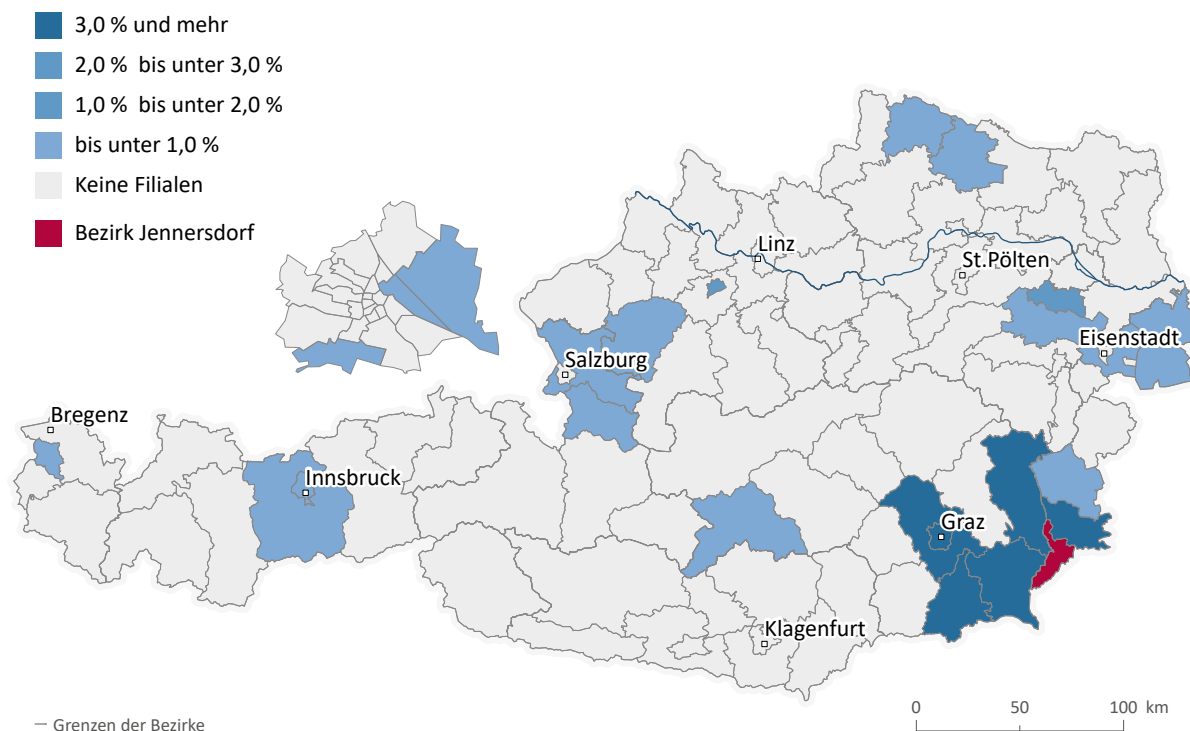 3,0 % und mehr
2,0 %  bis unter 3,0 %
1,0 %  bis unter 2,0 %
bis unter 1,0 %
Keine Filialen
Bezirk Jennersdorf
Linz
St.Pölten
Eisenstadt
Salzburg
Bregenz
Innsbruck
Graz
Klagenfurt
0 50 100 km
Grenzen der Bezirke